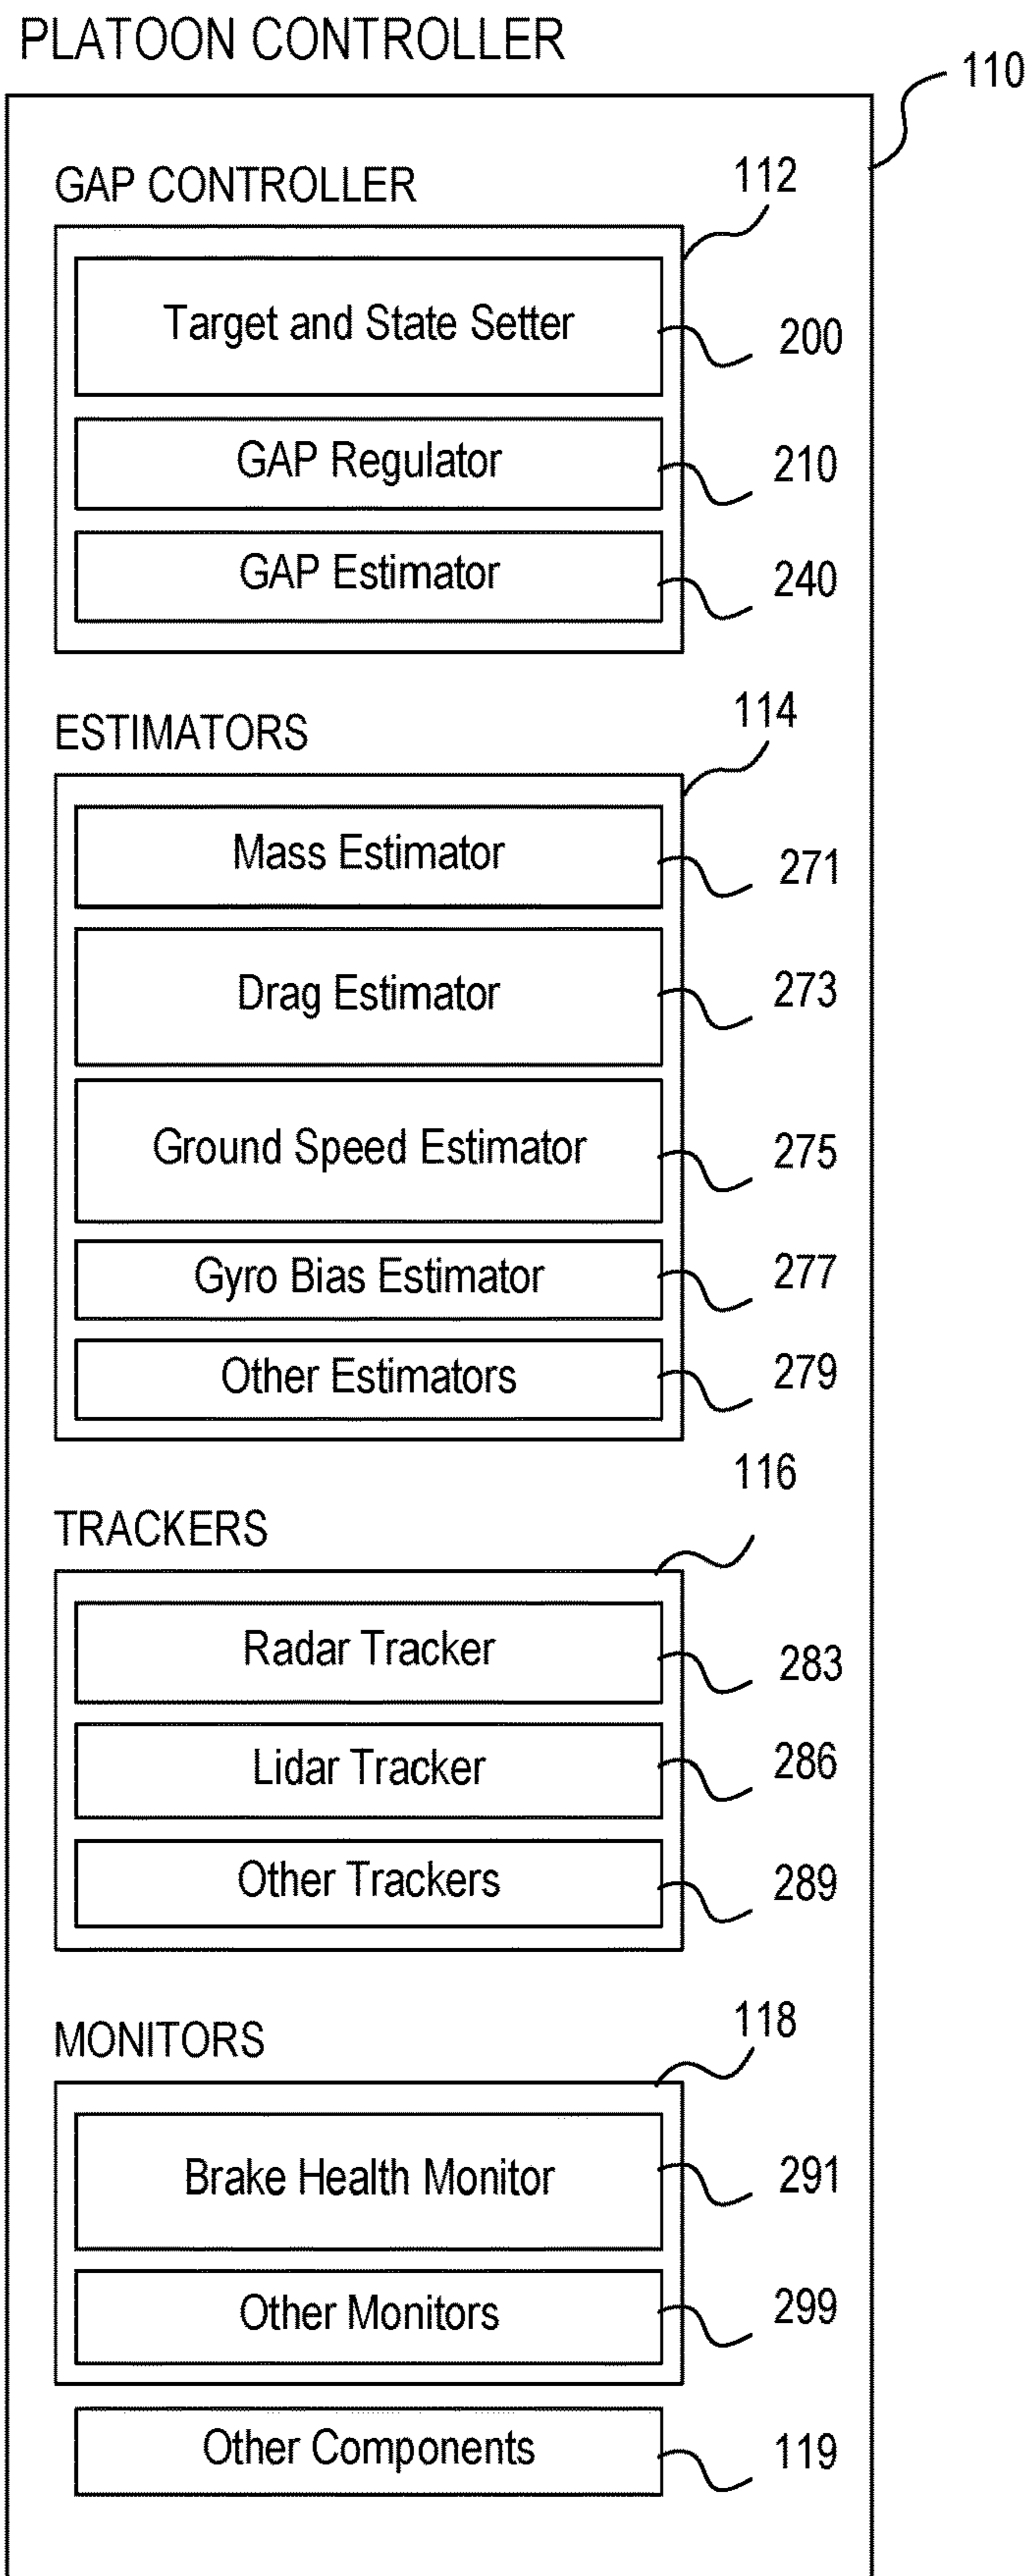 PLATOON CONTROLLER
110
GAP CONTROLLER
112
Target and State Setter
200
GAP Regulator
210
GAP Estimator
240
ESTIMATORS
114
Mass Estimator
271
Drag Estimator
273
Ground Speed Estimator
275
Gyro Bias Estimator
277
Other Estimators
279
TRACKERS
116
Radar Tracker
283
Lidar Tracker
286
Other Trackers
289
MONITORS
118
Brake Health Monitor
291
Other Monitors
299
Other Components
119